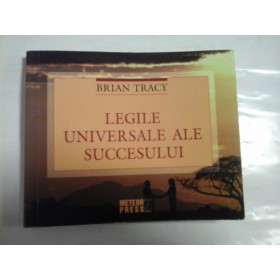 BRIAN TRACY
LEGILE
UNIVERSALE ALE
SUCCESULUI
METEOR
PRESS